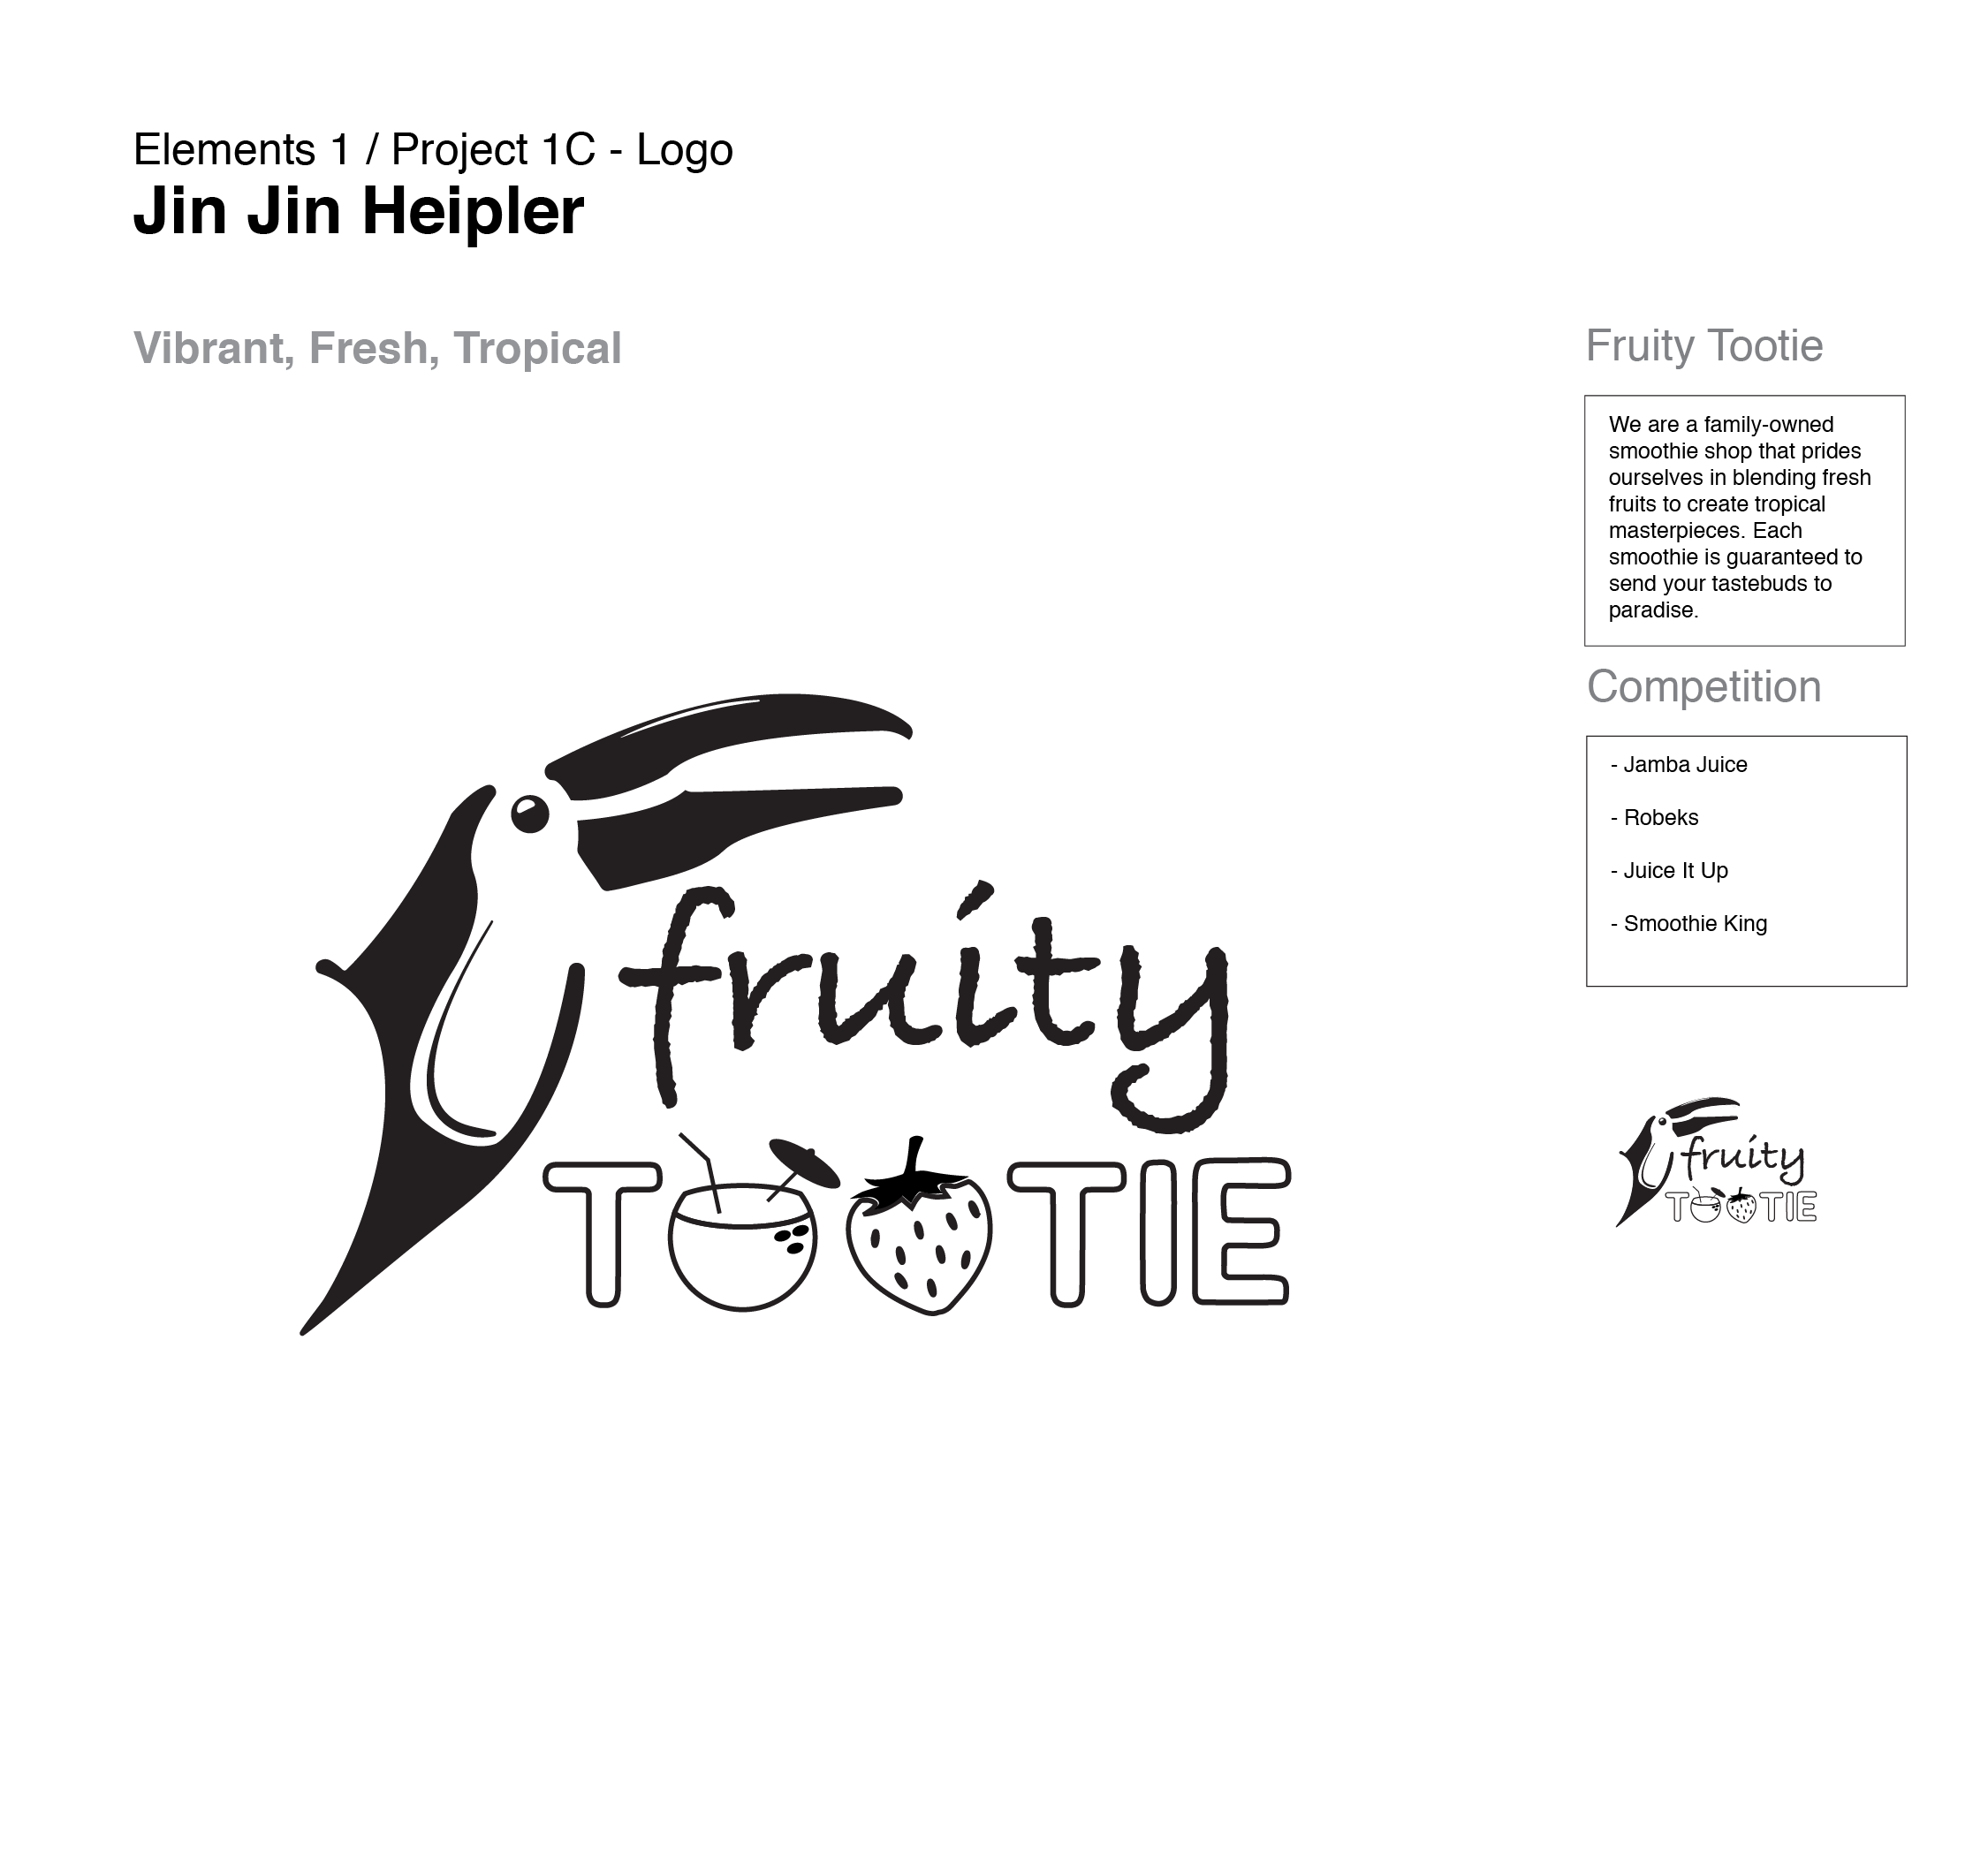 Elements 1 / Project 1C - Logo
Jin Jin Heipler
Vibrant, Fresh, Tropical
Fruity Tootie
We are a family-owned
smoothie shop that prides
ourselves in blending fresh
fruits to create tropical
masterpieces. Each
smoothie is guaranteed to
send your tastebuds to
paradise.
Competition
- Jamba Juice
- Robeks
- Juice It Up
- Smoothie King
fruity
TOOTIE
fruity
TOOTIE